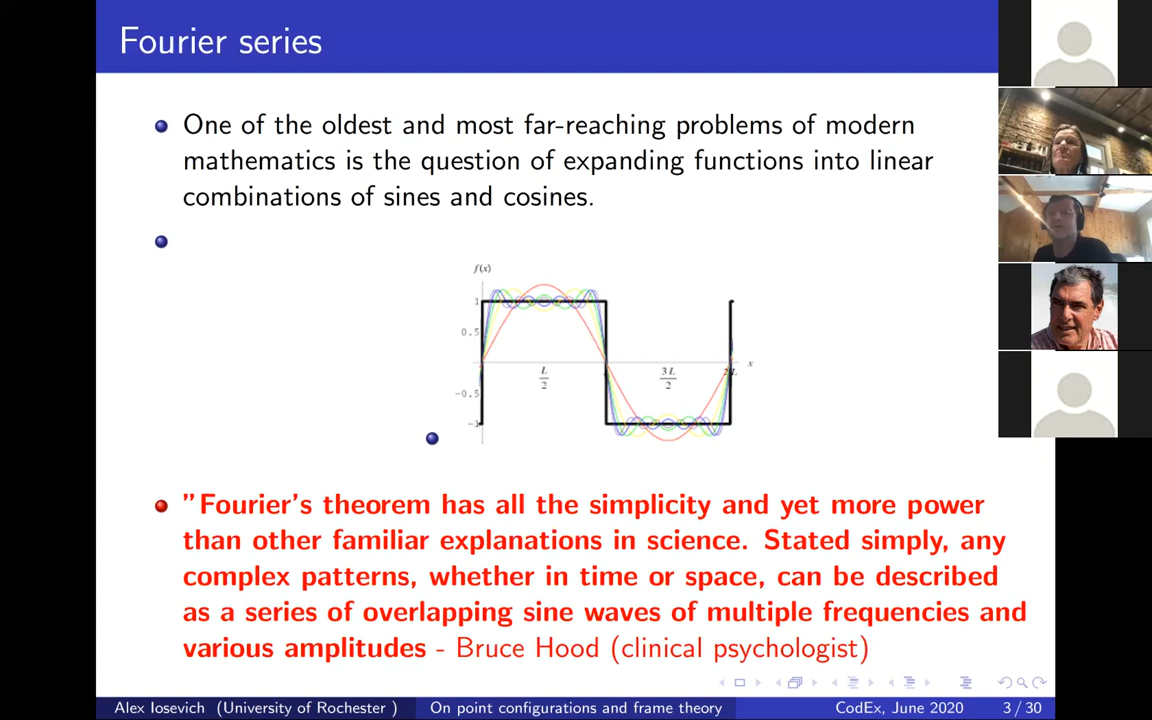 Fourier series
One of the oldest and most far-reaching problems of modern
mathematics is the question of expanding functions into linear
combinations of sines and cosines.
f(x)
1
0.5
-0.5
-1
L
2
3L
2
2L
x
"Fourier's theorem has all the simplicity and yet more power
than other familiar explanations in science. Stated simply, any
complex patterns, whether in time or space, can be described
as a series of overlapping sine waves of multiple frequencies and
various amplitudes - Bruce Hood (clinical psychologist)
Alex Iosevich (University of Rochester ) On point configurations and frame theory CodEx, June 2020 3 / 30